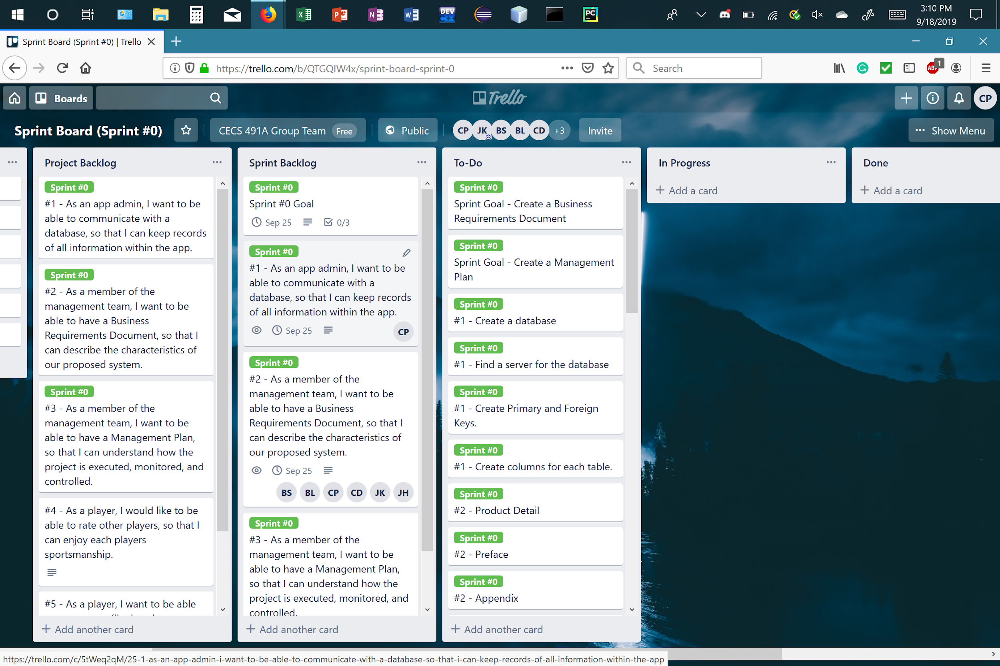 3:10 PM
9/18/2019
Sprint Board (Sprint #0) | Trello
https://trello.com/b/QTGQIW4x/sprint-board-sprint-0
Search
ABP
1
Boards
Trello
CP
Sprint Board (Sprint #0)
CECS 491A Group Team Free
Public
CP JK BS BL CD +3
Invite
Show Menu
Project Backlog
Sprint #0
#1 - As an app admin, I want to be
able to communicate with a
database, so that I can keep records
of all information within the app.
Sprint #0
#2 - As a member of the
management team, I want to be
able to have a Business
Requirements Document, so that I
can describe the characteristics of
our proposed system.
Sprint #0
#3 - As a member of the
management team, I want to be
able to have a Management Plan,
so that I can understand how the
project is executed, monitored, and
controlled.
#4 - As a player, I would like to be
able to rate other players, so that I
can enjoy each players
sportsmanship.
#5 - As a player, I want to be able
+ Add another card
Sprint Backlog
Sprint #0
Sprint #0 Goal
Sep 25 0/3
Sprint #0
#1 - As an app admin, I want to be
able to communicate with a
database, so that I can keep records
of all information within the app.
Sep 25
CP
Sprint #0
#2 - As a member of the
management team, I want to be
able to have a Business
Requirements Document, so that I
can describe the characteristics of
our proposed system.
Sep 25
BS BL CP CD JK JH
Sprint #0
#3 - As a member of the
management team, I want to be
able to have a Management Plan,
so that I can understand how the
project is executed, monitored, and
controlled.
+ Add another card
To-Do
Sprint #0
Sprint Goal - Create a Business
Requirements Document
Sprint #0
Sprint Goal - Create a Management
Plan
Sprint #0
#1 - Create a database
Sprint #0
#1 - Find a server for the database
Sprint #0
#1 - Create Primary and Foreign
Keys.
Sprint #0
#1 - Create columns for each table.
Sprint #0
#2 - Product Detail
Sprint #0
#2 - Preface
Sprint #0
#2 - Appendix
+ Add another card
In Progress
+ Add a card
Done
+ Add a card
https://trello.com/c/5tWeq2qM/25-1-as-an-app-admin-i-want-to-be-able-to-communicate-with-a-database-so-that-i-can-keep-records-of-all-information-within-the-app